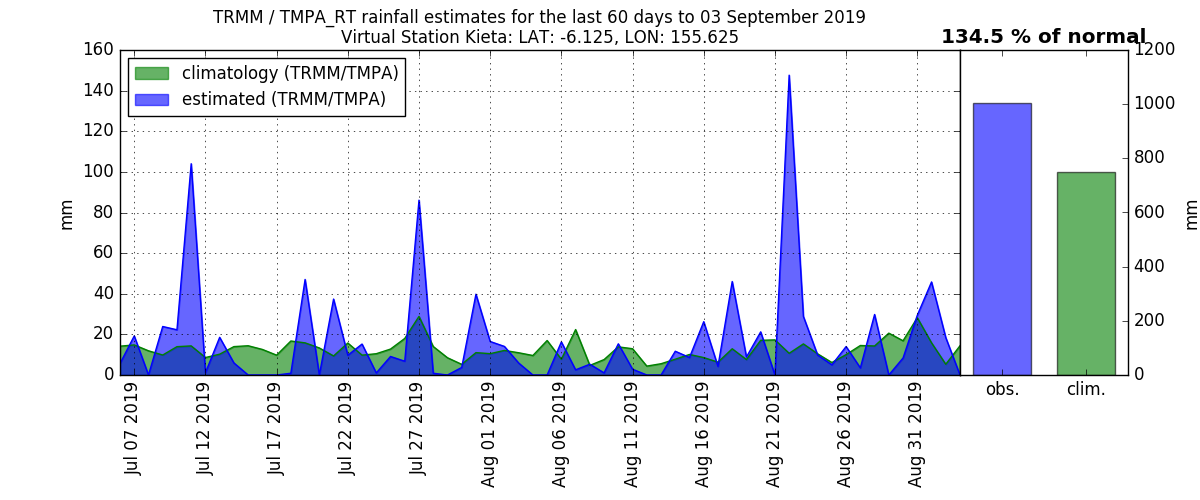 TRMM / TMPA_RT rainfall estimates for the last 60 days to 03 September 2019
Virtual Station Kieta: LAT: -6.125, LON: 155.625
134.5 % of normal
climatology (TRMM/TMPA)
estimated (TRMM/TMPA)
160
140
120
100
80
60
40
20
0
mm
Jul 07 2019
Jul 12 2019
Jul 17 2019
Jul 22 2019
Jul 27 2019
Aug 01 2019
Aug 06 2019
Aug 11 2019
Aug 16 2019
Aug 21 2019
Aug 26 2019
Aug 31 2019
obs.
clim.
1200
1000
800
600
400
200
0
mm